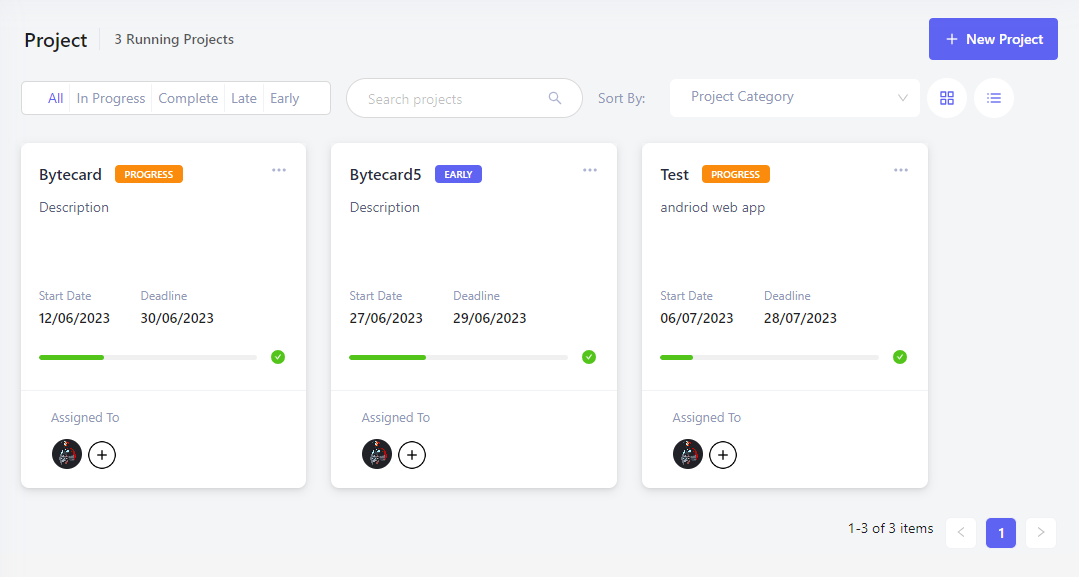 Project
3 Running Projects
+ New Project
All
In Progress
Complete
Late
Early
Search projects
Sort By:
Project Category
Bytecard
PROGRESS
Description
Start Date
Deadline
12/06/2023
30/06/2023
Assigned To
Bytecard5
EARLY
Description
Start Date
Deadline
27/06/2023
29/06/2023
Assigned To
Test
PROGRESS
andriod web app
Start Date
Deadline
06/07/2023
28/07/2023
Assigned To
1-3 of 3 items
1